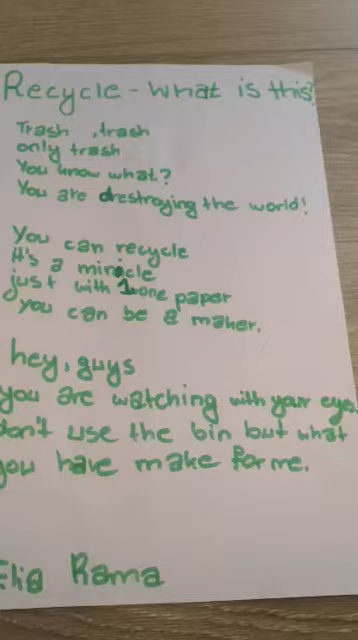 Recycle - what is this?
Trash, trash
only trash
You know what?
You are destroying the world!
You can recycle
it's a miracle
just with one paper
you can be a maker.
hey, guys
you are watching with your eyes
don't use the bin but what
you have make for me.
Elia Rama